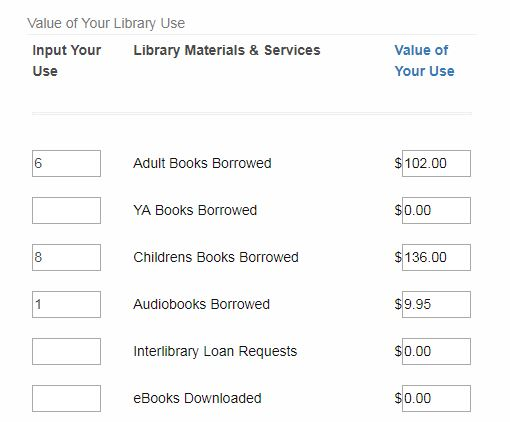 Value of Your Library Use
Input Your Use Library Materials & Services Value of Your Use
6 Adult Books Borrowed $102.00
YA Books Borrowed $0.00
8 Childrens Books Borrowed $136.00
1 Audiobooks Borrowed $9.95
Interlibrary Loan Requests $0.00
eBooks Downloaded $0.00